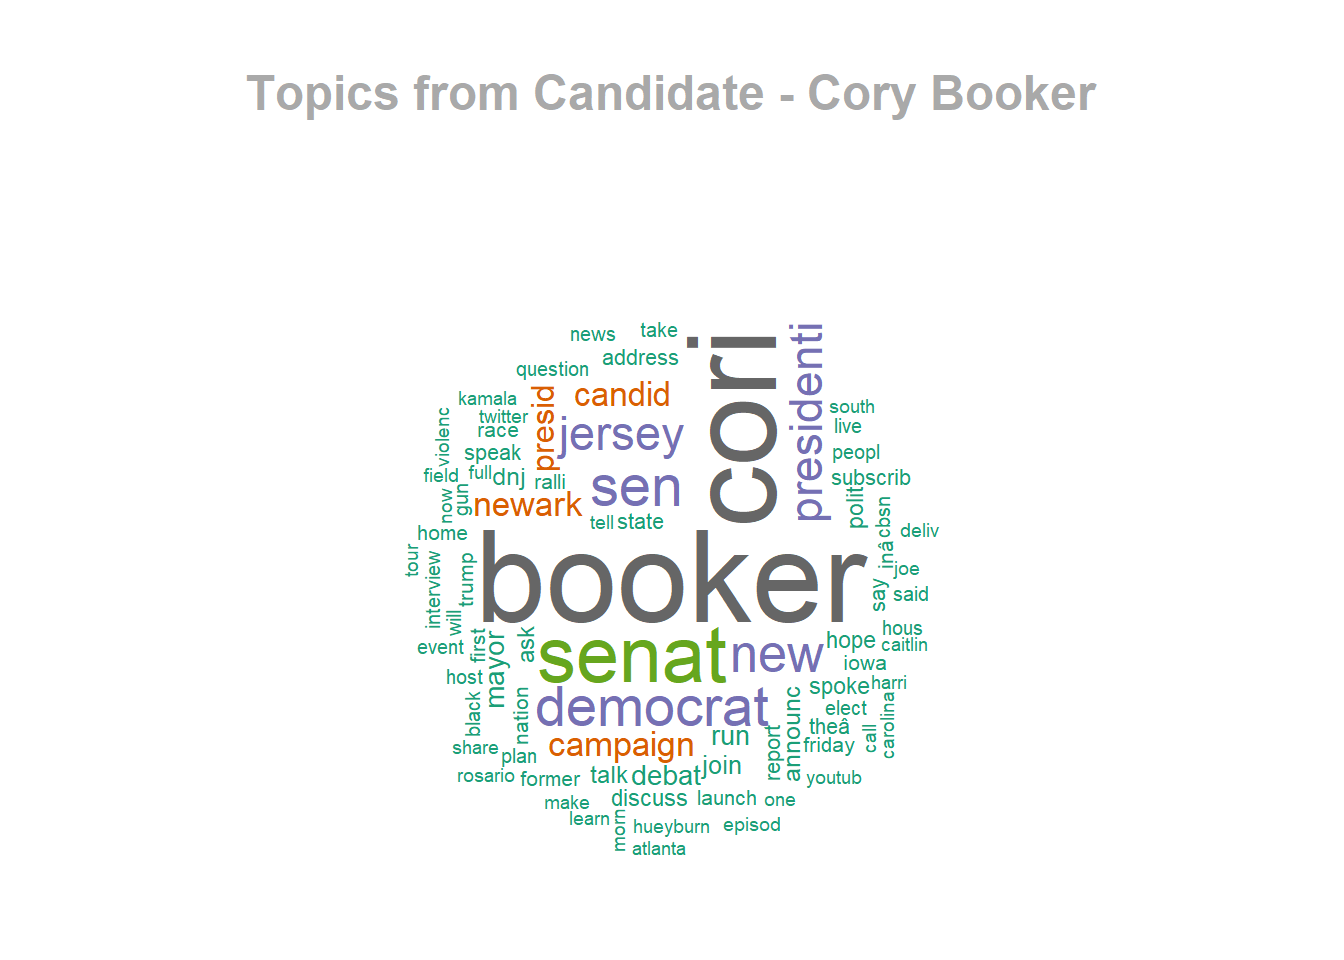 Topics from Candidate - Cory Booker
news
take
cori
presidenti
question
address
kamala
presid
candid
south
twitter
live
violenc
race
jersey
speak
peopl
field
full
dnj
ralli
sen
subscrib
now
gun
newark
polit
tell
state
cbsn
home
deliv
tour
booker
inâ
interview
trump
joe
say
said
will
event
first
mayor
ask
senat
new
hope
hous
caitlin
iowa
host
spoke
harri
black
nation
democrat
announc
elect
theâ
call
carolina
share
plan
campaign
run
report
friday
rosario
former
talk
debat
join
youtub
make
discuss
launch
one
learn
morn
hueyburn
episod
atlanta